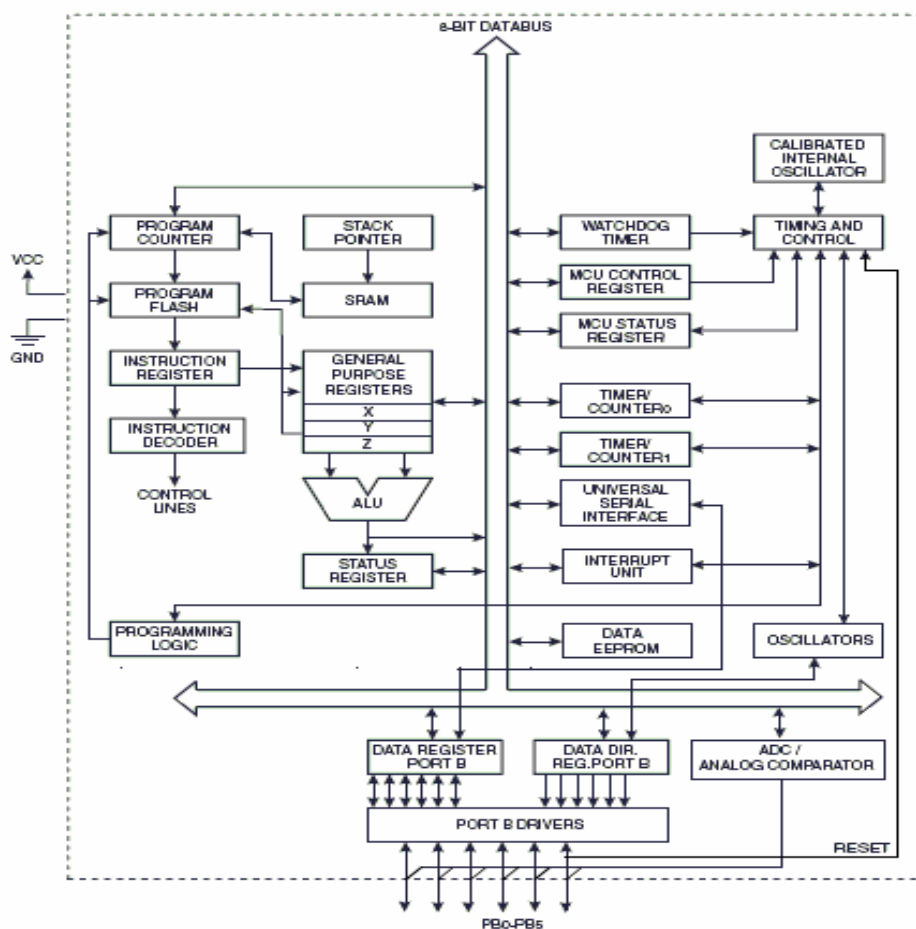 8-BIT DATABUS
CALIBRATED
INTERNAL
OSCILLATOR
PROGRAM
COUNTER
STACK
POINTER
WATCHDOG
TIMER
TIMING AND
CONTROL
VCC
PROGRAM
FLASH
SRAM
MCU CONTROL
REGISTER
GND
MCU STATUS
REGISTER
INSTRUCTION
REGISTER
GENERAL
PURPOSE
REGISTERS
X
Y
Z
TIMER/
COUNTER0
INSTRUCTION
DECODER
TIMER/
COUNTER1
CONTROL
LINES
ALU
UNIVERSAL
SERIAL
INTERFACE
STATUS
REGISTER
INTERRUPT
UNIT
PROGRAMMING
LOGIC
DATA
EEPROM
OSCILLATORS
DATA REGISTER
PORT B
DATA DIR.
REG.PORT B
ADC /
ANALOG COMPARATOR
PORT B DRIVERS
RESET
PB0-PB5